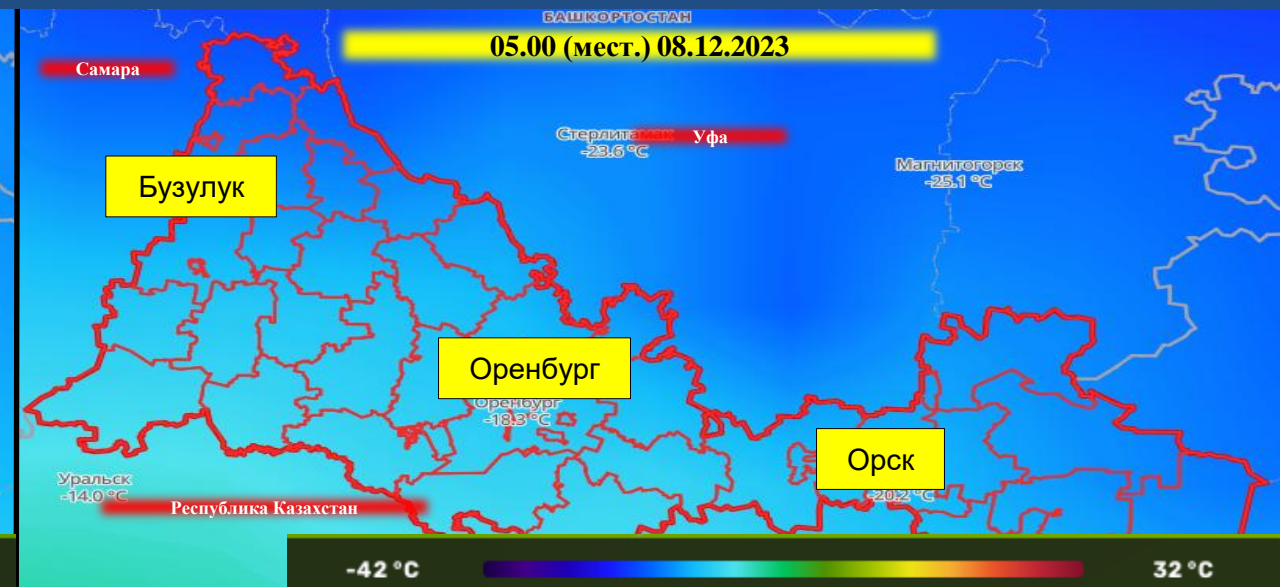 БАШКОРТОСТАН
05.00 (мест.) 08.12.2023
Самара
Стерлитамак
-23.6 °C
Уфа
Магнитогорск
-25.1 °C
Бузулук
Оренбург
Оренбург
-18.3 °C
Орск
-20.2 °C
Уральск
-14.0 °C
Республика Казахстан
-42 °C
32 °C